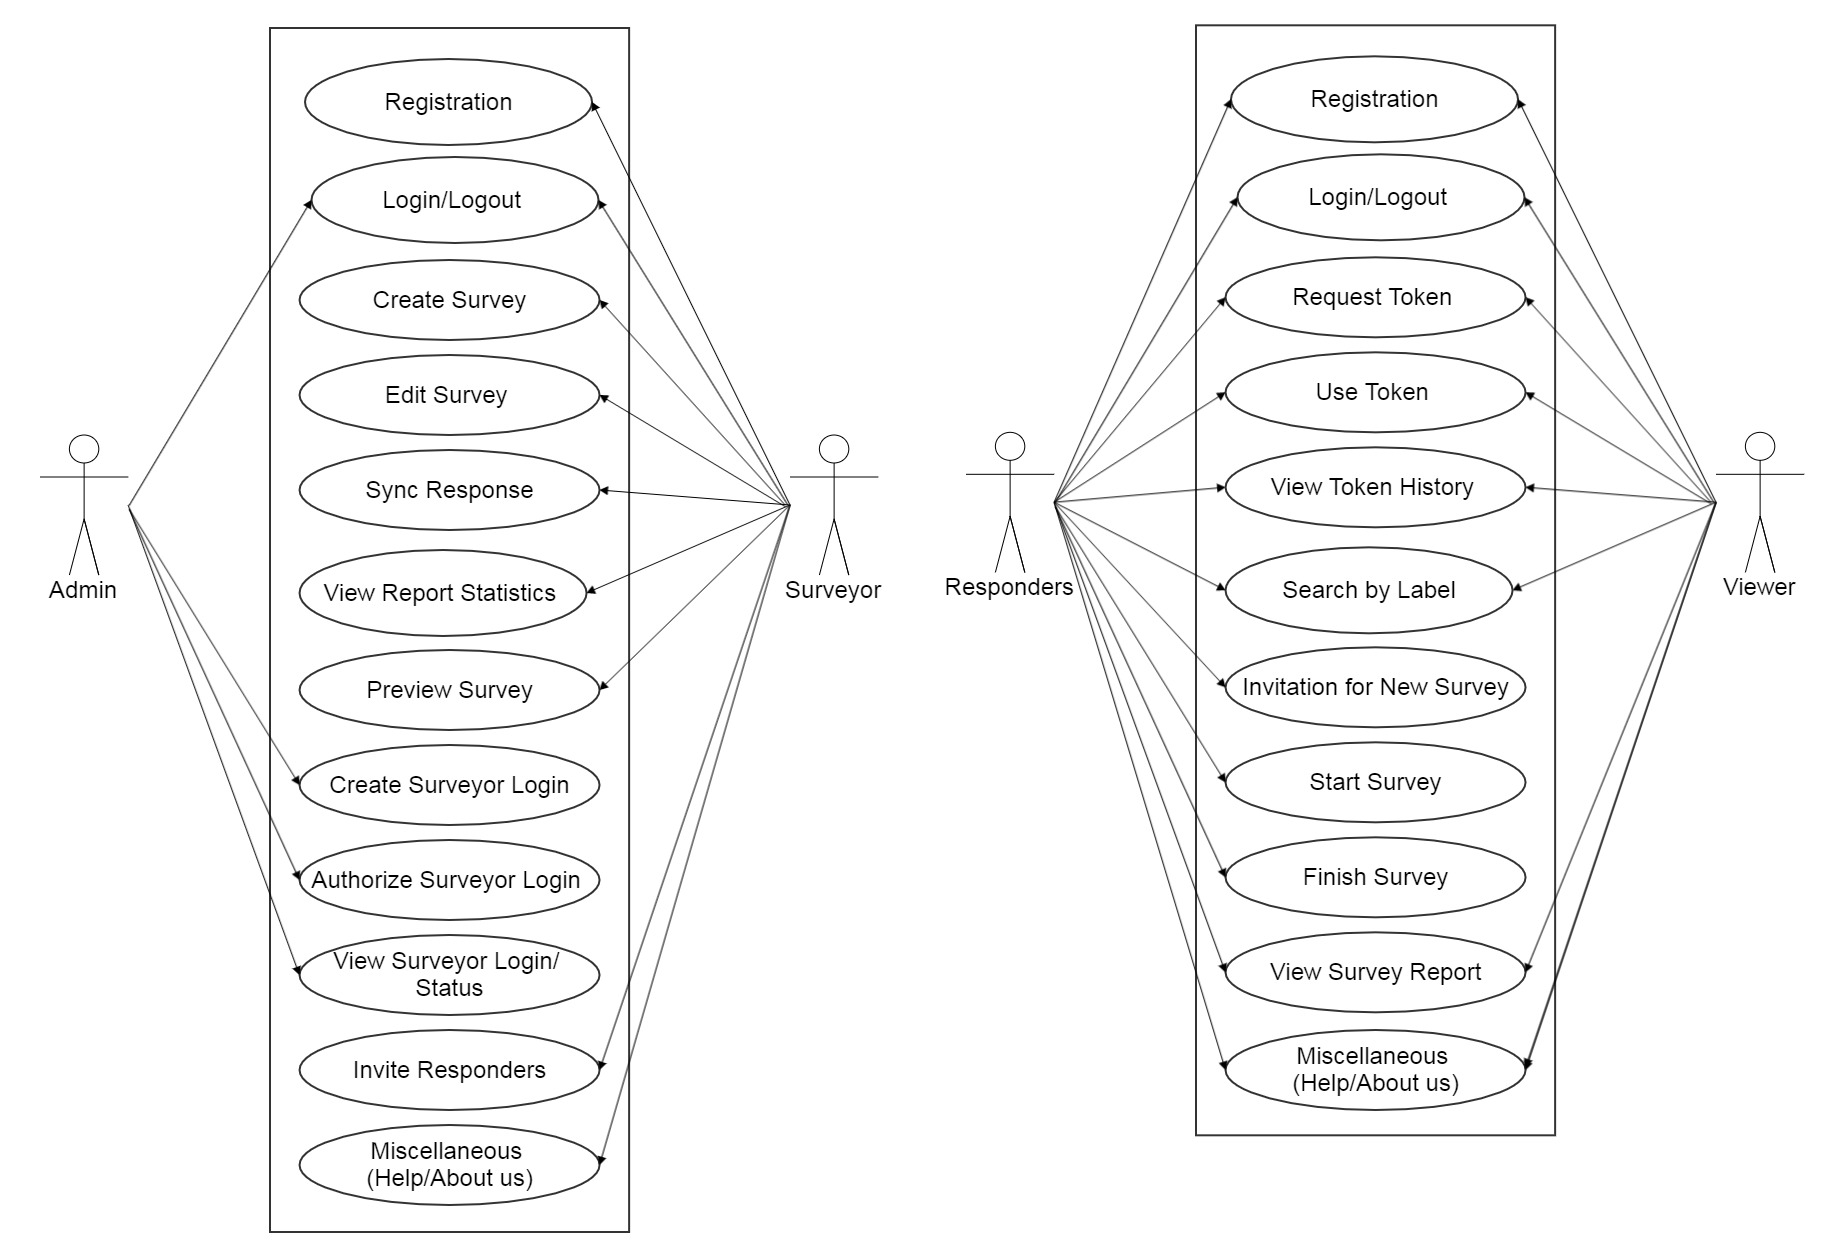 Registration
Login/Logout
Create Survey
Edit Survey
Sync Response
View Report Statistics
Preview Survey
Create Surveyor Login
Authorize Surveyor Login
View Surveyor Login/
Status
Invite Responders
Miscellaneous
(Help/About us)
Admin
Surveyor
Registration
Login/Logout
Request Token
Use Token
View Token History
Search by Label
Invitation for New Survey
Start Survey
Finish Survey
View Survey Report
Miscellaneous
(Help/About us)
Responders
Viewer